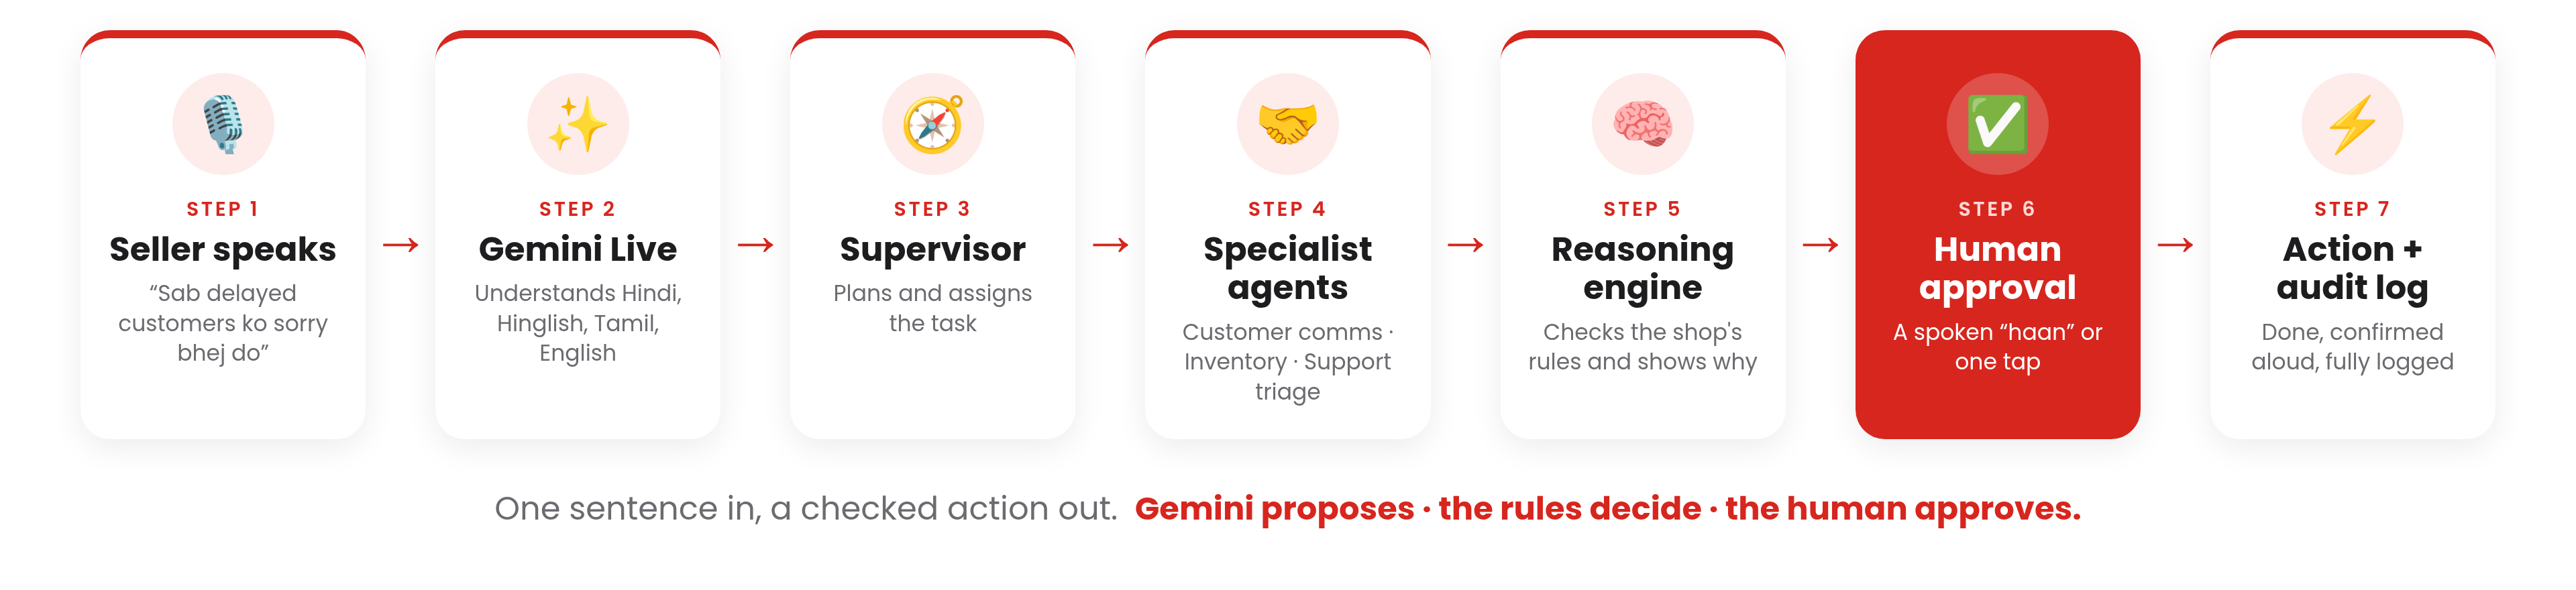 STEP 1
Seller speaks
“Sab delayed
customers ko sorry
bhej do”
→
STEP 2
Gemini Live
Understands Hindi,
Hinglish, Tamil,
English
→
STEP 3
Supervisor
Plans and assigns
the task
→
STEP 4
Specialist
agents
Customer comms ·
Inventory · Support
triage
→
STEP 5
Reasoning
engine
Checks the shop's
rules and shows why
→
STEP 6
Human
approval
A spoken “haan” or
one tap
→
STEP 7
Action +
audit log
Done, confirmed
aloud, fully logged
One sentence in, a checked action out. Gemini proposes · the rules decide · the human approves.